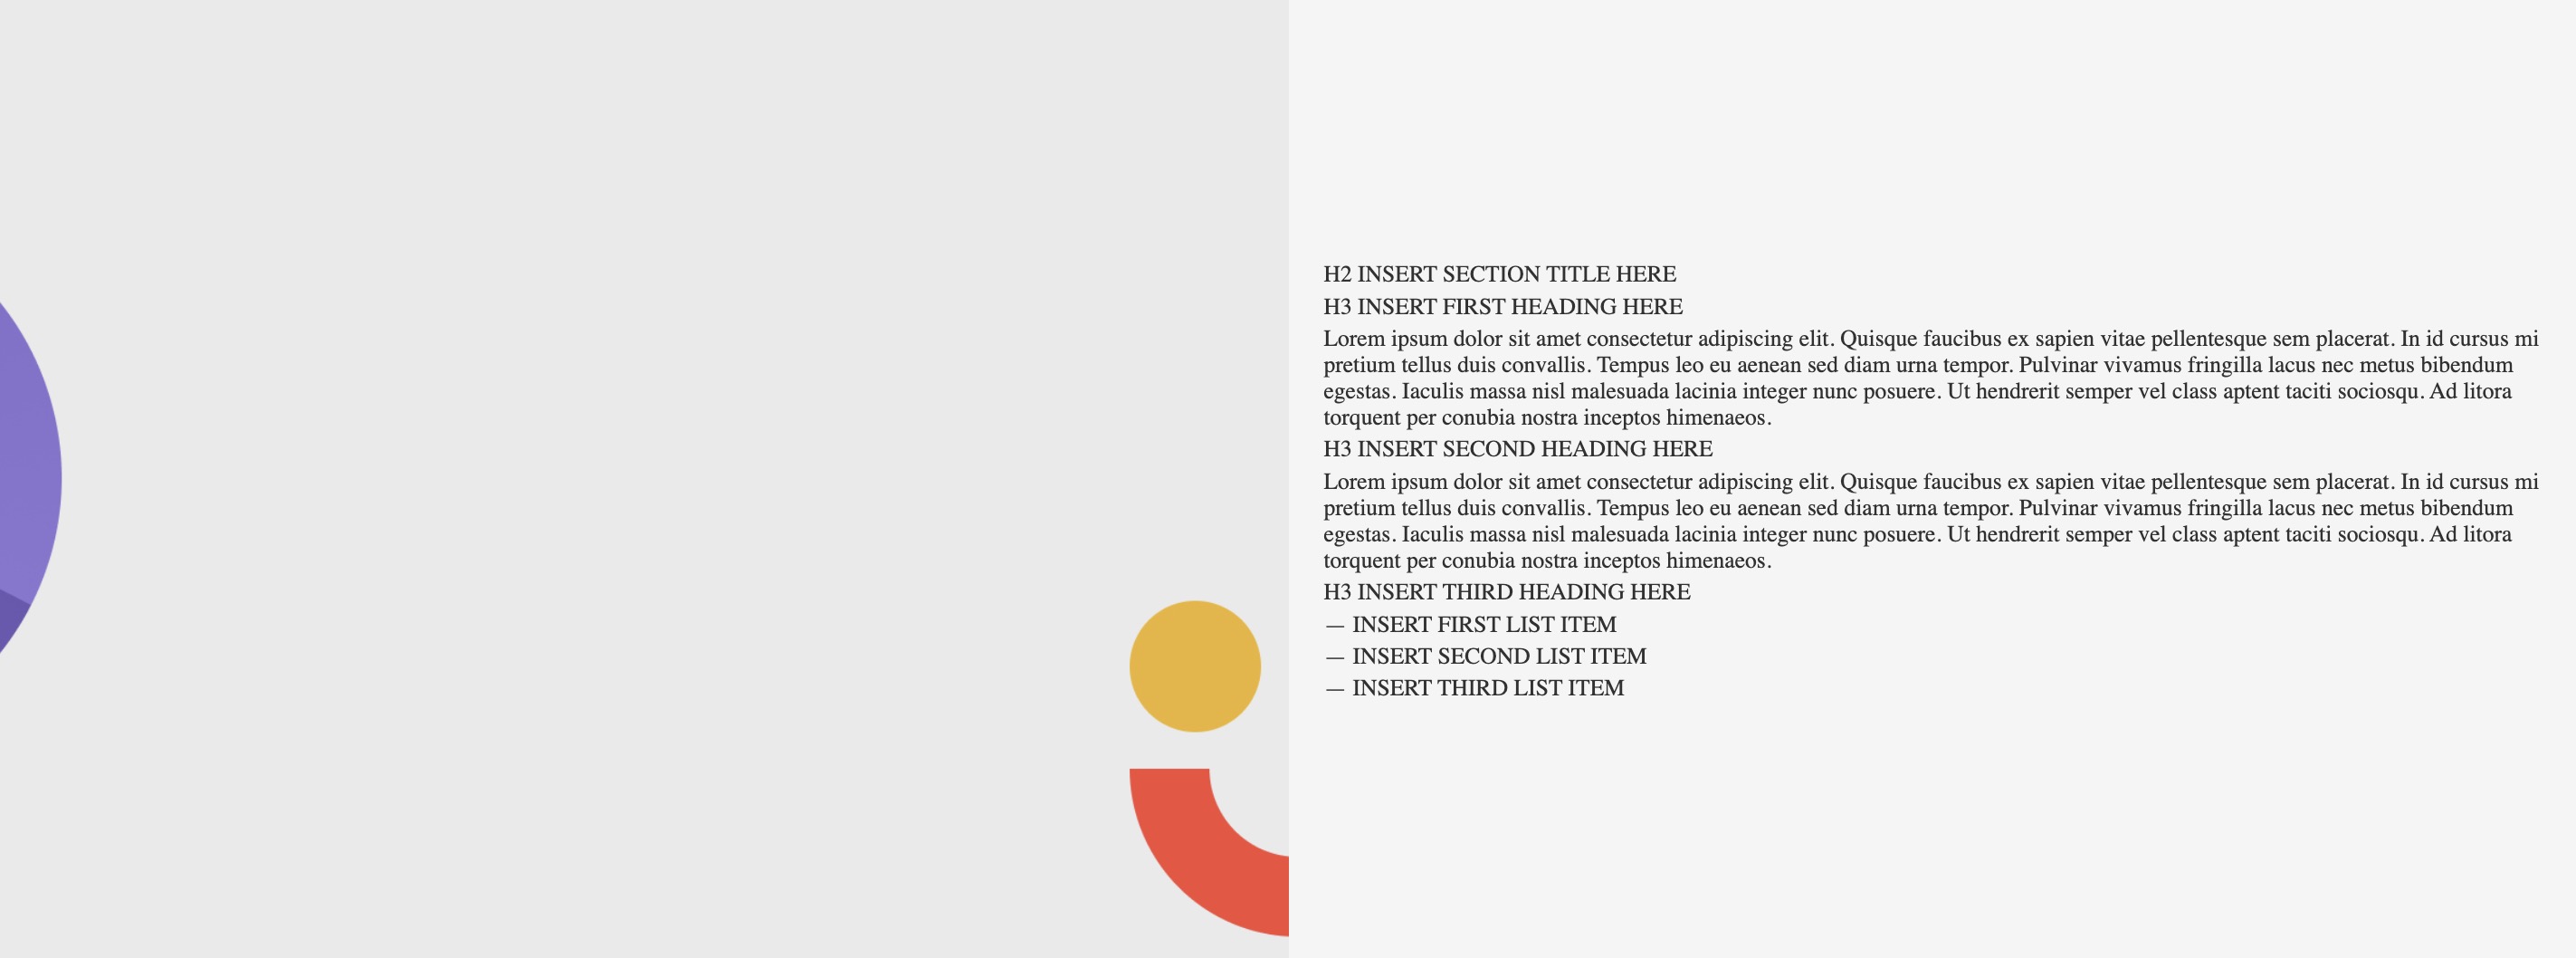 H2 INSERT SECTION TITLE HERE
H3 INSERT FIRST HEADING HERE
Lorem ipsum dolor sit amet consectetur adipiscing elit. Quisque faucibus ex sapien vitae pellentesque sem placerat. In id cursus mi
pretium tellus duis convallis. Tempus leo eu aenean sed diam urna tempor. Pulvinar vivamus fringilla lacus nec metus bibendum
egestas. Iaculis massa nisl malesuada lacinia integer nunc posuere. Ut hendrerit semper vel class aptent taciti sociosqu. Ad litora
torquent per conubia nostra inceptos himenaeos.
H3 INSERT SECOND HEADING HERE
Lorem ipsum dolor sit amet consectetur adipiscing elit. Quisque faucibus ex sapien vitae pellentesque sem placerat. In id cursus mi
pretium tellus duis convallis. Tempus leo eu aenean sed diam urna tempor. Pulvinar vivamus fringilla lacus nec metus bibendum
egestas. Iaculis massa nisl malesuada lacinia integer nunc posuere. Ut hendrerit semper vel class aptent taciti sociosqu. Ad litora
torquent per conubia nostra inceptos himenaeos.
H3 INSERT THIRD HEADING HERE
— INSERT FIRST LIST ITEM
— INSERT SECOND LIST ITEM
— INSERT THIRD LIST ITEM